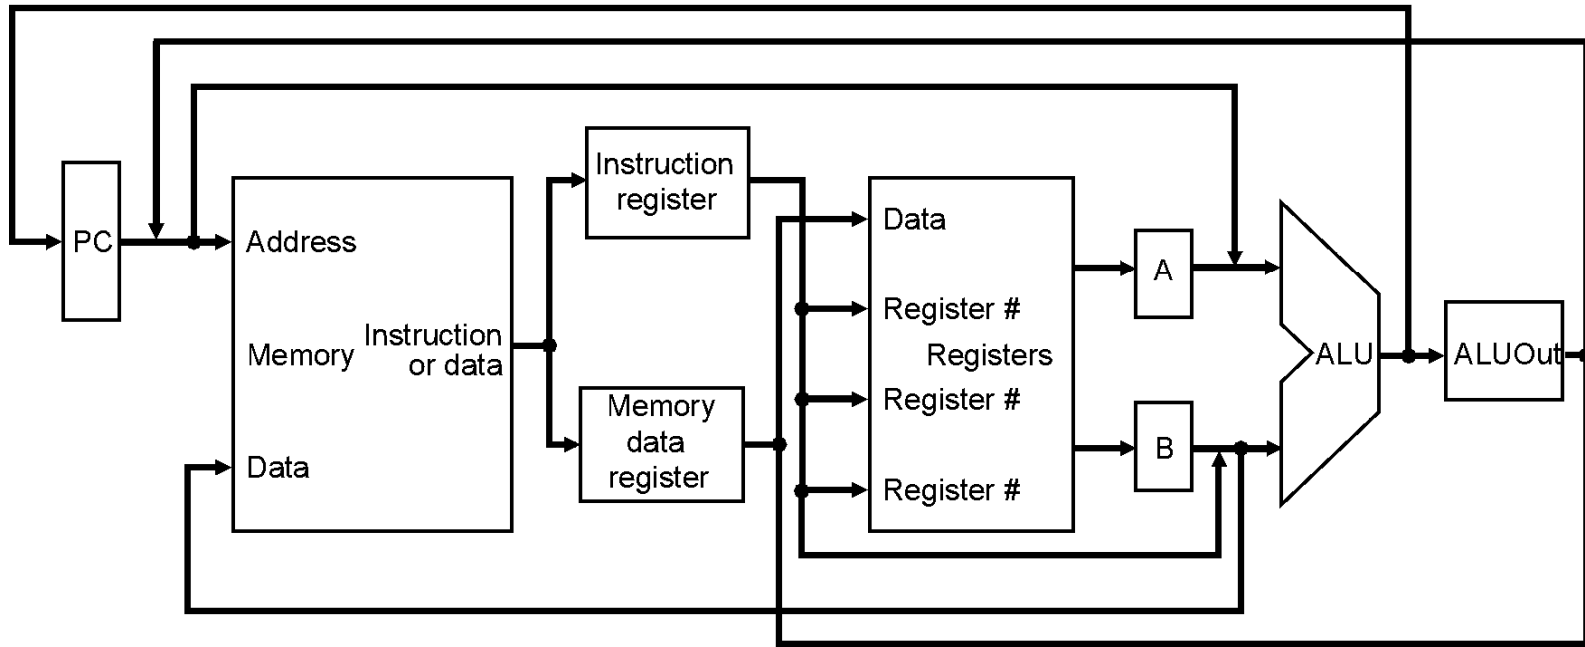 PC
Address
Memory
Instruction
or data
Data
Instruction
register
Memory
data
register
Data
Register #
Registers
Register #
Register #
A
B
ALU
ALUOut